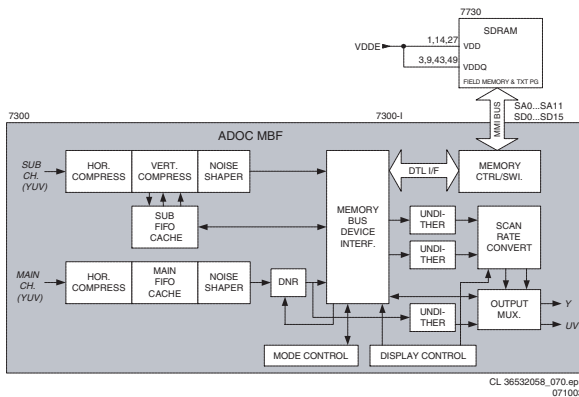 7730
SDRAM
VDDE
1,14,27
VDD
3,9,43,49
VDDQ
FIELD MEMORY & TXT PG
MMI BUS
SA0...SA11
SD0...SD15
7300
7300-I
ADOC MBF
SUB
CH.
(YUV)
HOR.
COMPRESS
VERT.
COMPRESS
NOISE
SHAPER
SUB
FIFO
CACHE
MEMORY
BUS
DEVICE
INTERF.
DTL I/F
MEMORY
CTRL/SWI.
UNDI-
THER
UNDI-
THER
SCAN
RATE
CONVERT
MAIN
CH.
(YUV)
HOR.
COMPRESS
MAIN
FIFO
CACHE
NOISE
SHAPER
DNR
UNDI-
THER
OUTPUT
MUX.
Y
UV
MODE CONTROL
DISPLAY CONTROL
CL 36532058_070.ep
07100